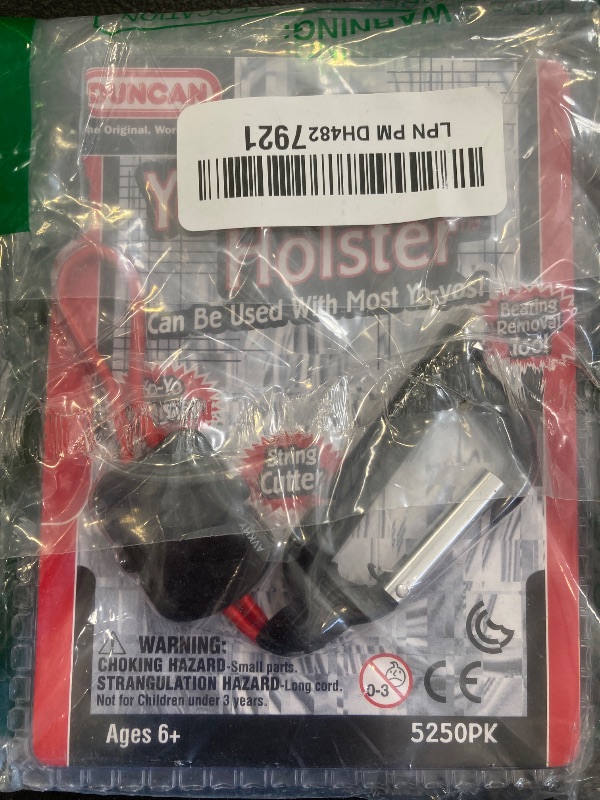 WARNING:
DUNCAN
The Original. Wor
LPN PM DH4827921
Holster
Can Be Used With Most Yo-yos!
Bearing
Removal
Tool
Yo-Yo
String
Cutter
WARNING:
CHOKING HAZARD-Small parts.
STRANGULATION HAZARD-Long cord.
Not for Children under 3 years.
0-3
CE
Ages 6+
5250PK